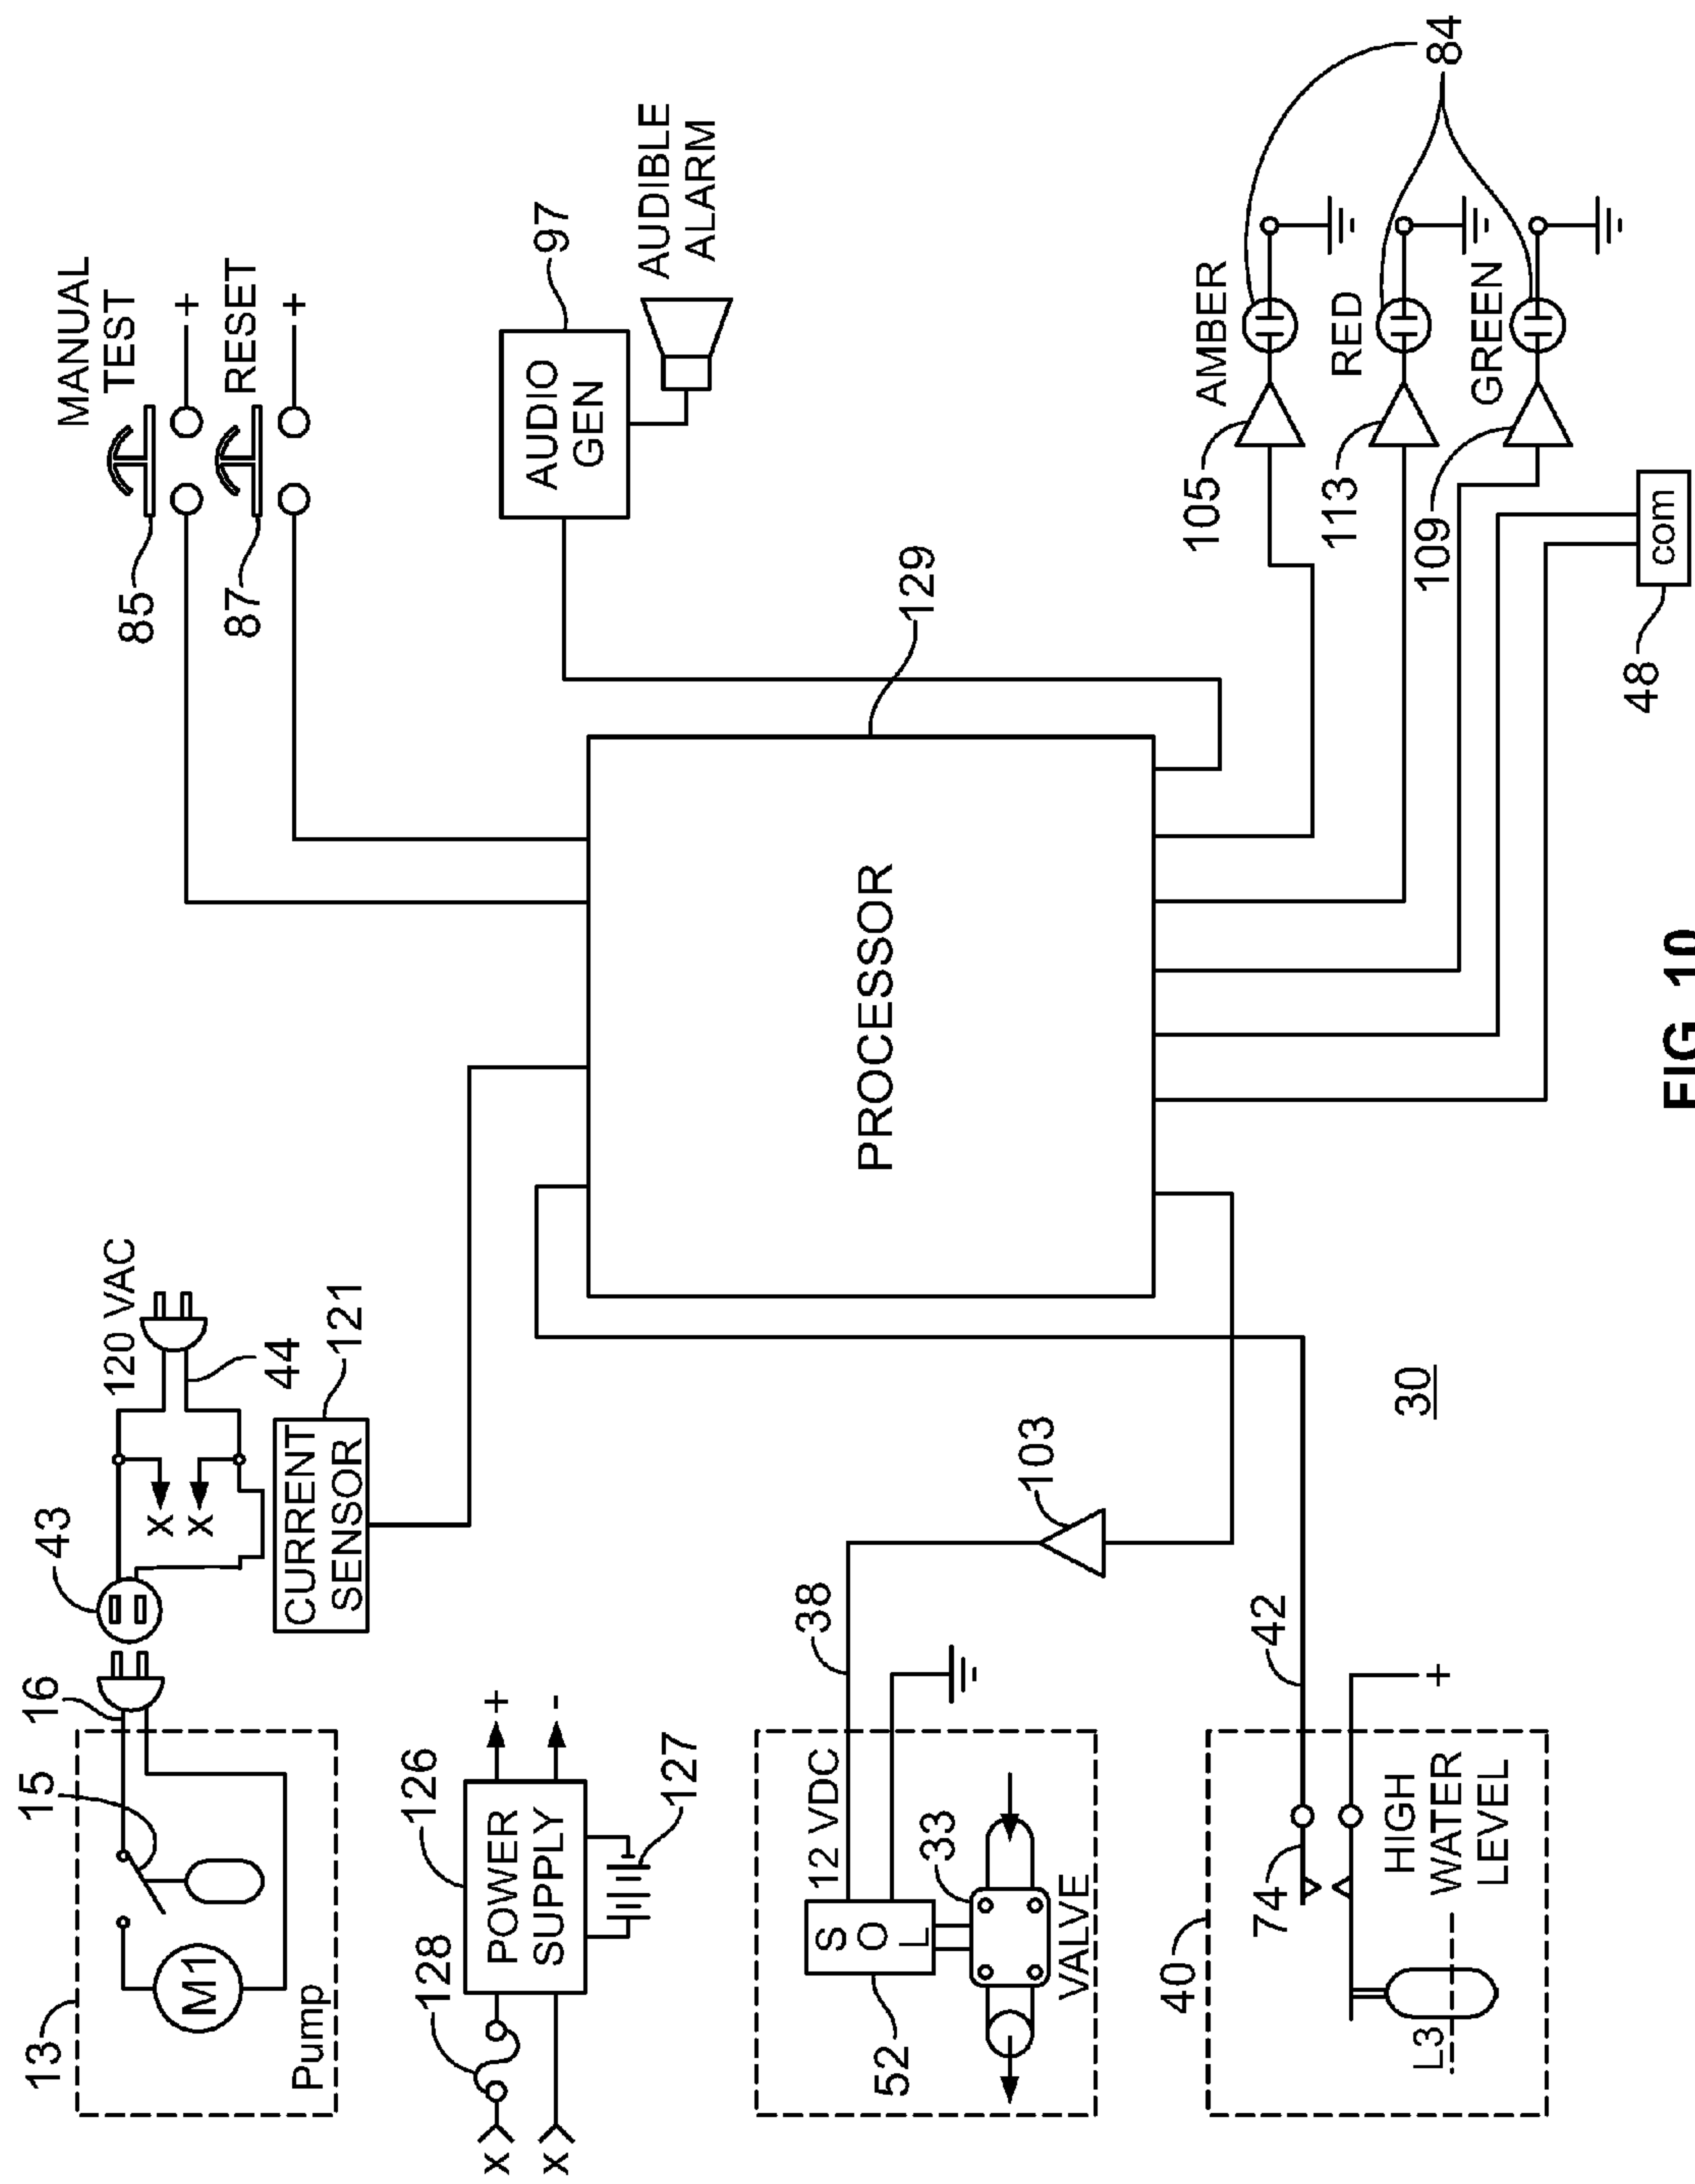 13
15
16
43
120 VAC
44
MANUAL
TEST
+
85
RESET
+
87
M1
Pump
X
X
CURRENT
SENSOR
121
128
126
X
X
POWER
SUPPLY
+
-
127
AUDIO
GEN
97
AUDIBLE
ALARM
PROCESSOR
129
12 VDC
38
103
S
O
L
52
33
VALVE
40
74
42
HIGH
WATER
LEVEL
+
L3
30
AMBER
105
RED
113
GREEN
109
84
com
48
FIG. 10